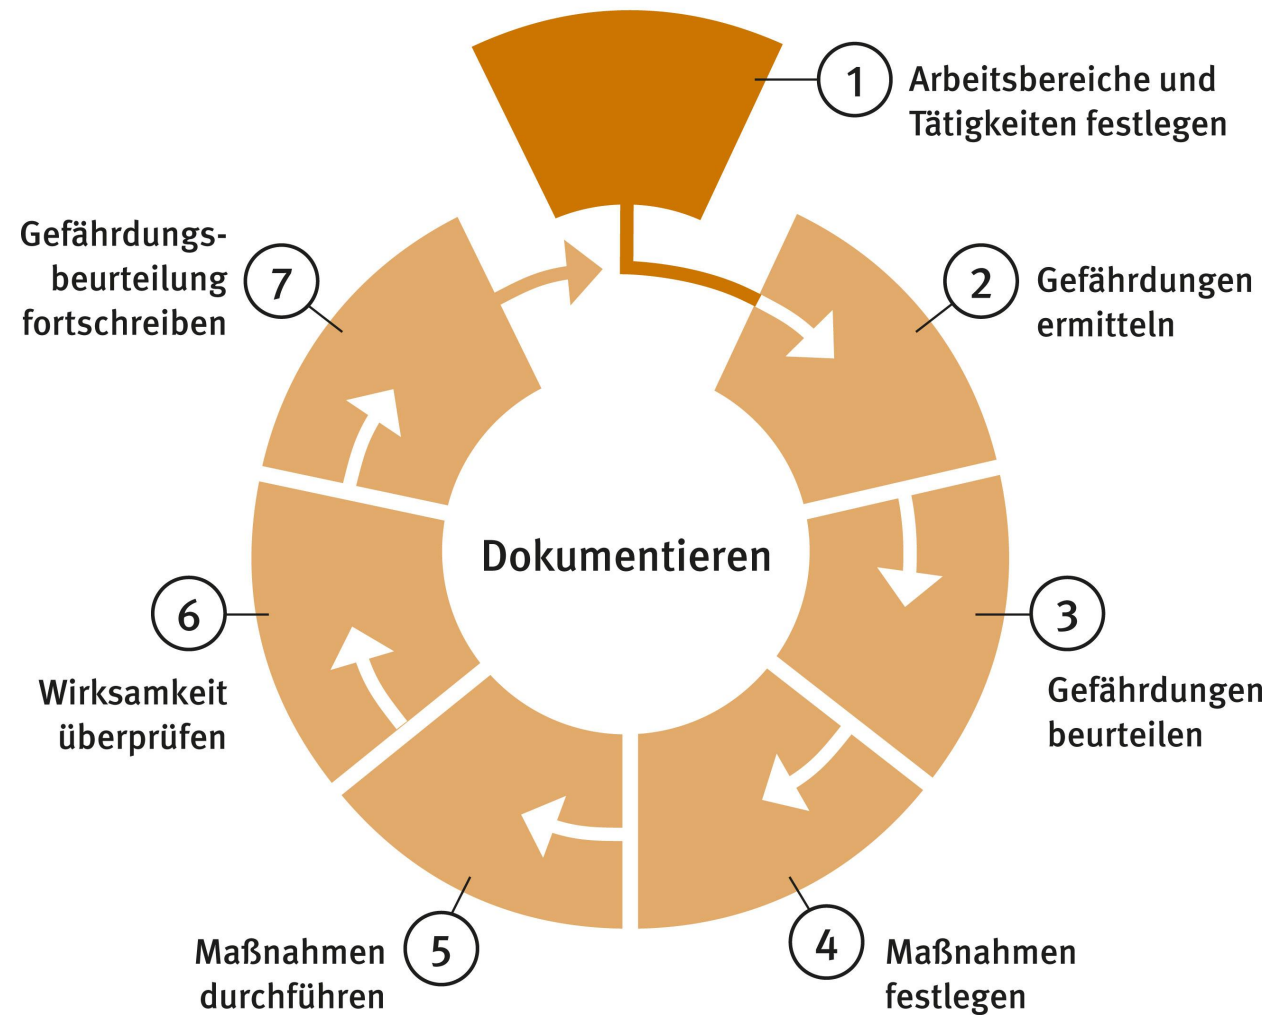 1
Arbeitsbereiche und
Tätigkeiten festlegen
2
Gefährdungen
ermitteln
3
Gefährdungen
beurteilen
4
Maßnahmen
festlegen
5
Maßnahmen
durchführen
6
Wirksamkeit
überprüfen
7
Gefährdungs-
beurteilung
fortschreiben
Dokumentieren